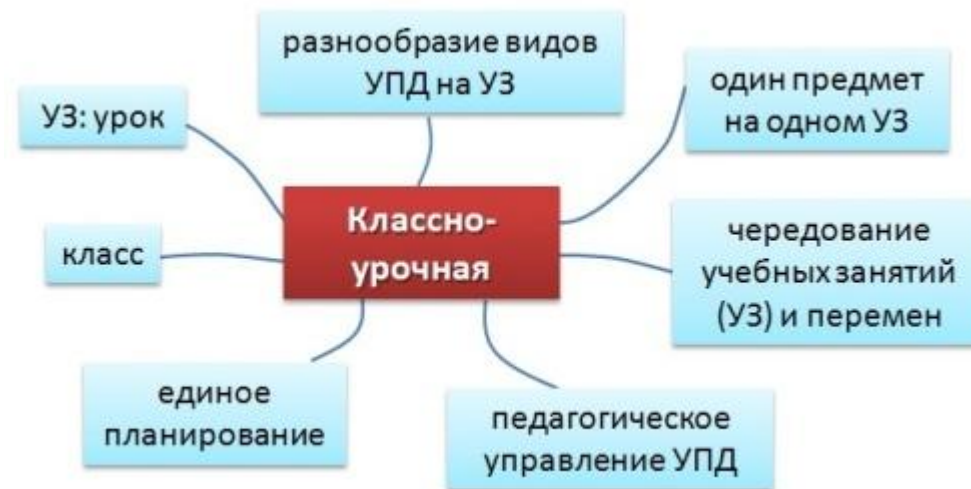 разнообразие видов
УПД на УЗ
один предмет
на одном УЗ
УЗ: урок
Классно-
урочная
класс
чередование
учебных занятий
(УЗ) и перемен
единое
планирование
педагогическое
управление УПД